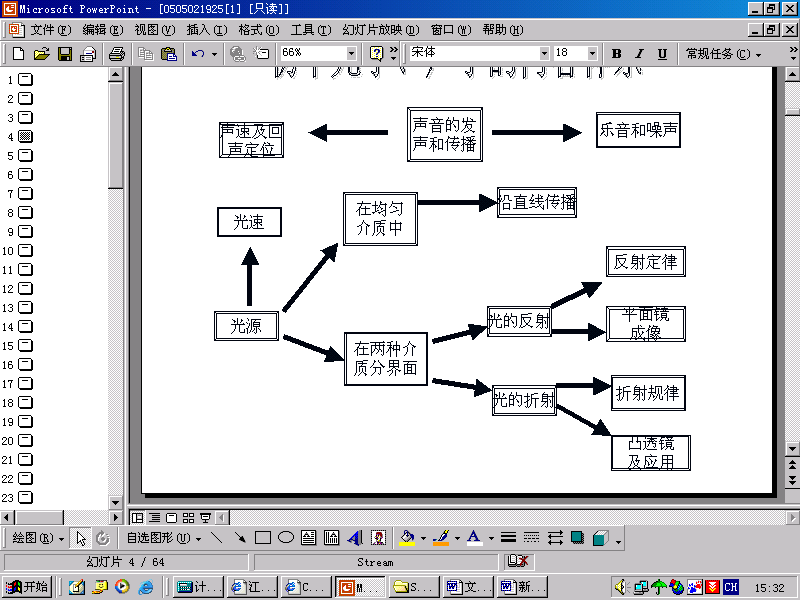 Microsoft PowerPoint - [0505021925[1] [只读]]
文件(F) 编辑(E) 视图(V) 插入(I) 格式(O) 工具(T) 幻灯片放映(D) 窗口(W) 帮助(H)
66% 宋体 18 B I U 常规任务(C)
1
2
3
4
5
6
7
8
9
10
11
12
13
14
15
16
17
18
19
20
21
22
23
声速及回
声定位
声音的发
声和传播
乐音和噪声
光速
在均匀
介质中
沿直线传播
反射定律
光源
光的反射
平面镜
成像
在两种介
质分界面
光的折射
折射规律
凸透镜
及应用
绘图(R) 自选图形(U)
幻灯片 4 / 64 Stream
开始 计... 江... C... M... S... 文... 新... CH 15:32